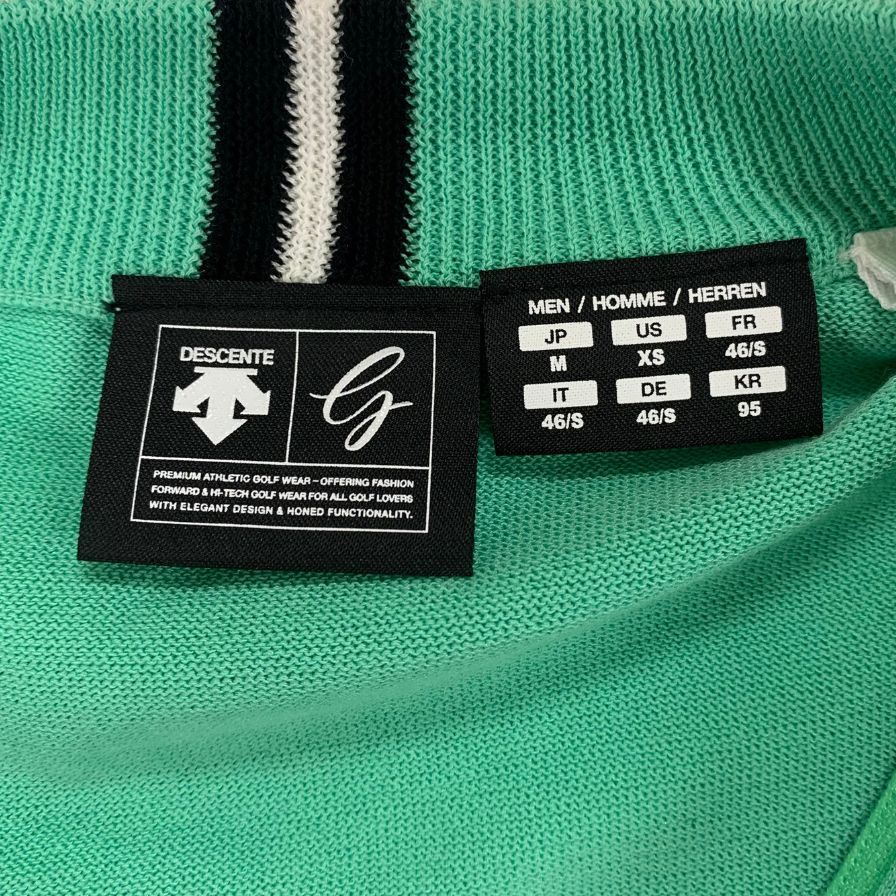 DESCENTE
G
PREMIUM ATHLETIC GOLF WEAR – OFFERING FASHION
FORWARD & HI-TECH GOLF WEAR FOR ALL GOLF LOVERS
WITH ELEGANT DESIGN & HONED FUNCTIONALITY.
MEN / HOMME / HERREN
JP US FR
M XS 46/S
IT DE KR
46/S 46/S 95